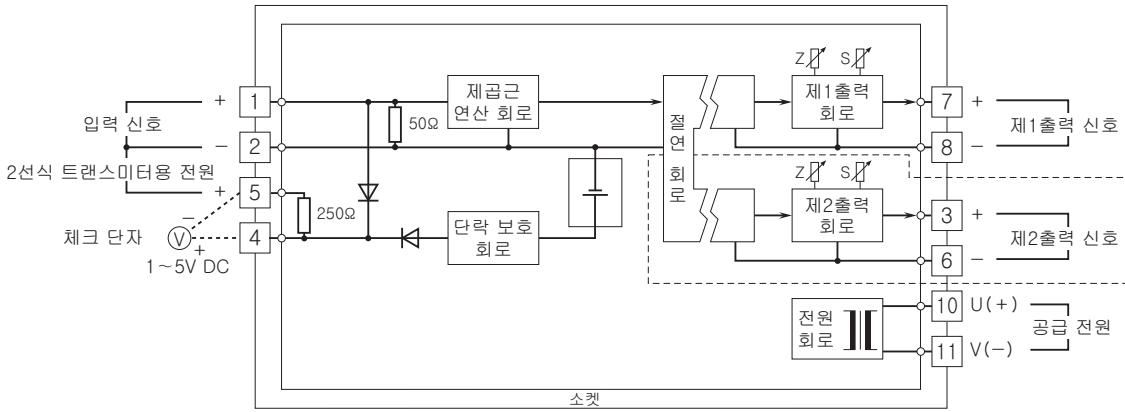 입력 신호
2선식 트랜스미터용 전원
체크 단자
1～5V DC
+
−
+
−
+
V
1
2
5
4
50Ω
250Ω
제곱근
연산 회로
단락 보호
회로
절연 회로
Z
S
제1출력
회로
Z
S
제2출력
회로
전원
회로
7
8
3
6
10
11
+
−
제1출력 신호
+
−
제2출력 신호
U(+)
V(−)
공급 전원
소켓